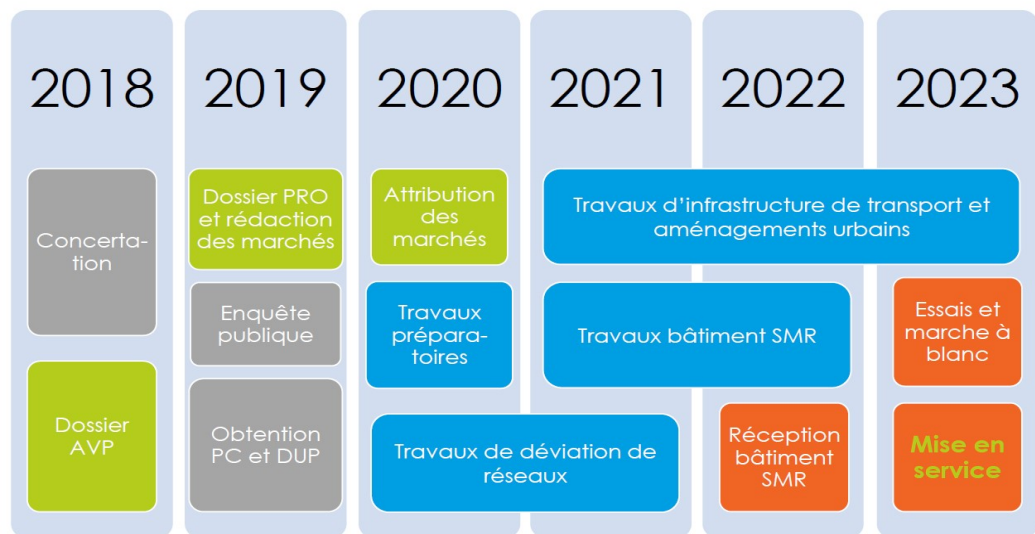 2018
2019
2020
2021
2022
2023
Concerta-
tion
Dossier
AVP
Dossier PRO
et rédaction
des marchés
Enquête
publique
Obtention
PC et DUP
Attribution
des
marchés
Travaux
prépara-
toires
Travaux de déviation de
réseaux
Travaux d'infrastructure de transport et
aménagements urbains
Travaux bâtiment SMR
Réception
bâtiment
SMR
Essais et
marche à
blanc
Mise en
service